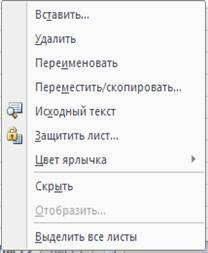 Вставить...
Удалить
Переименовать
Переместить/скопировать...
Исходный текст
Защитить лист...
Цвет ярлычка
Скрыть
Отобразить...
Выделить все листы